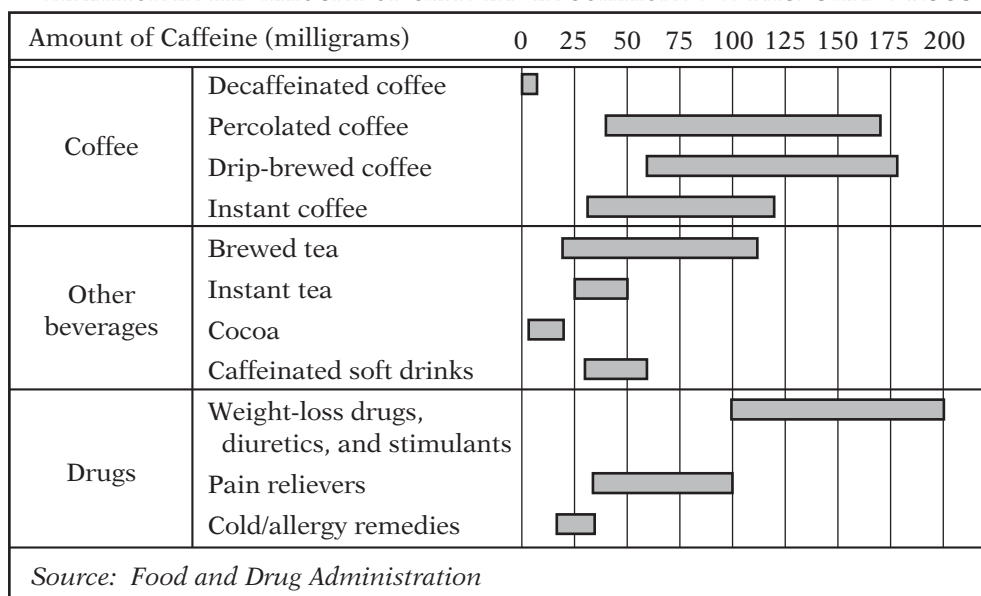 Amount of Caffeine (milligrams) 0 25 50 75 100 125 150 175 200
Coffee
Decaffeinated coffee
Percolated coffee
Drip-brewed coffee
Instant coffee
Other
beverages
Brewed tea
Instant tea
Cocoa
Caffeinated soft drinks
Drugs
Weight-loss drugs,
diuretics, and stimulants
Pain relievers
Cold/allergy remedies
Source: Food and Drug Administration